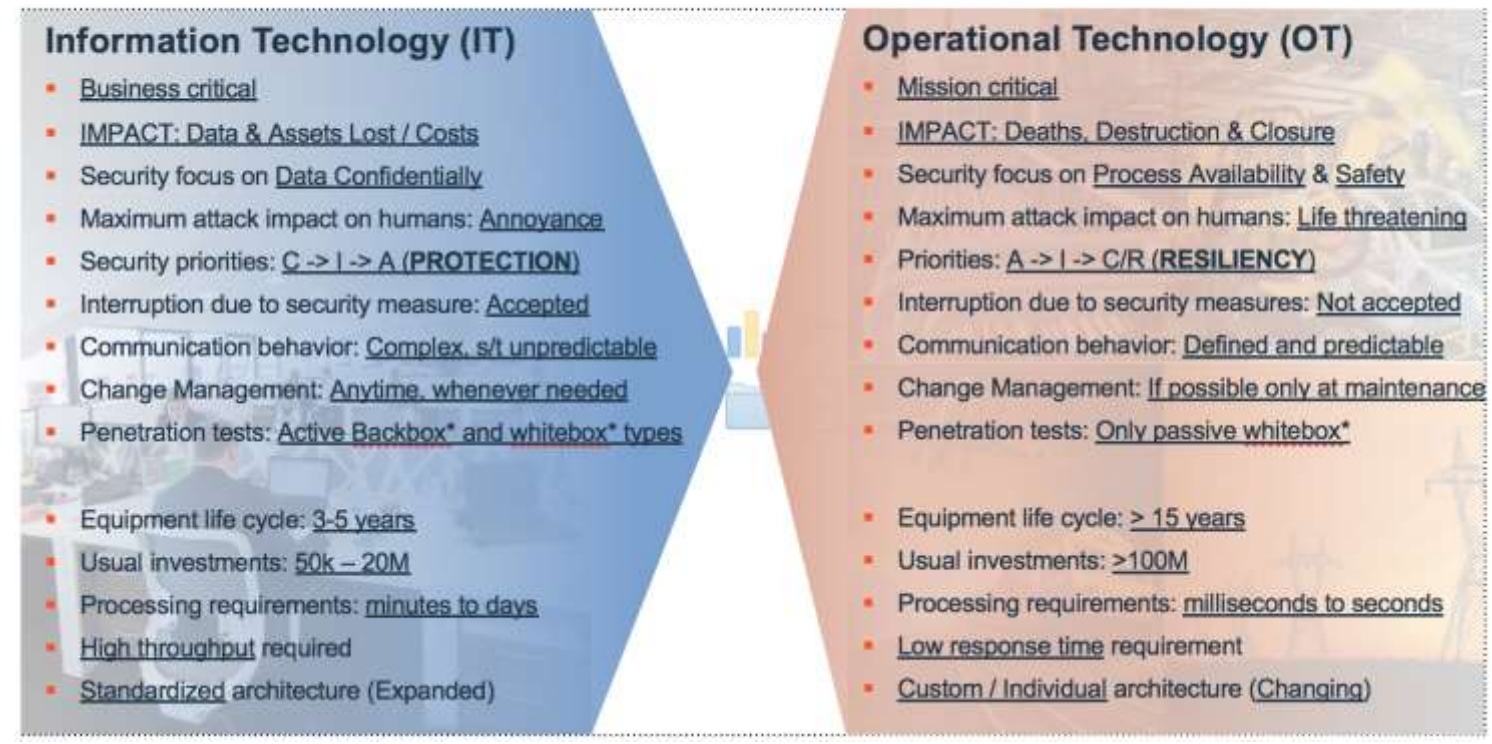 Information Technology (IT)
Business critical
IMPACT: Data & Assets Lost / Costs
Security focus on Data Confidentially
Maximum attack impact on humans: Annoyance
Security priorities: C -> I -> A (PROTECTION)
Interruption due to security measure: Accepted
Communication behavior: Complex, s/t unpredictable
Change Management: Anytime, whenever needed
Penetration tests: Active Backbox* and whitebox* types
Equipment life cycle: 3-5 years
Usual investments: 50k – 20M
Processing requirements: minutes to days
High throughput required
Standardized architecture (Expanded)
Operational Technology (OT)
Mission critical
IMPACT: Deaths, Destruction & Closure
Security focus on Process Availability & Safety
Maximum attack impact on humans: Life threatening
Priorities: A -> I -> C/R (RESILIENCY)
Interruption due to security measures: Not accepted
Communication behavior: Defined and predictable
Change Management: If possible only at maintenance
Penetration tests: Only passive whitebox*
Equipment life cycle: > 15 years
Usual investments: >100M
Processing requirements: milliseconds to seconds
Low response time requirement
Custom / Individual architecture (Changing)